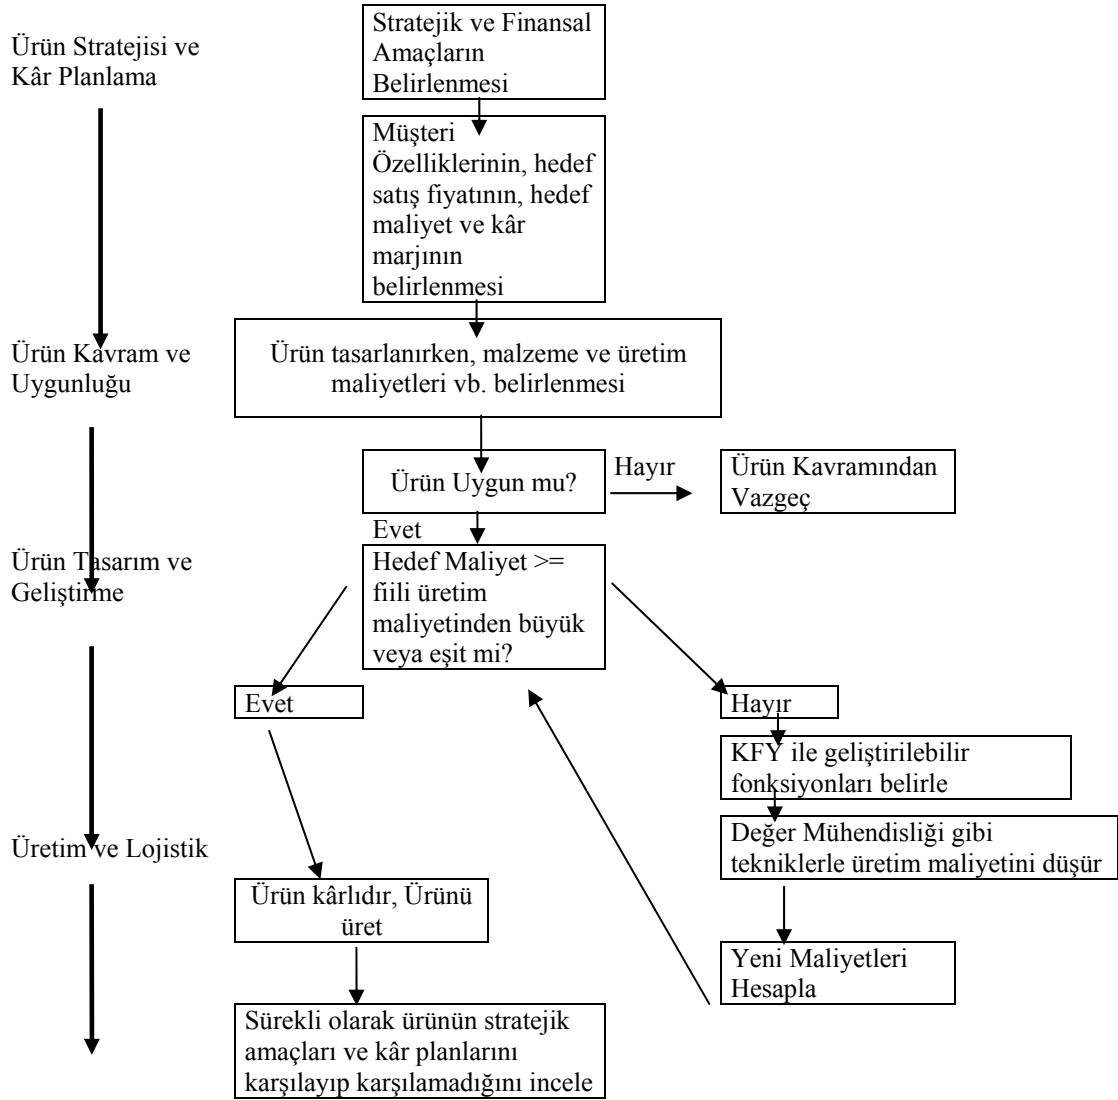 Ürün Stratejisi ve
Kâr Planlama
Stratejik ve Finansal
Amaçların
Belirlenmesi
Müşteri
Özelliklerinin, hedef
satış fiyatının, hedef
maliyet ve kâr
marjının
belirlenmesi
Ürün Kavram ve
Uygunluğu
Ürün tasarlanırken, malzeme ve üretim
maliyetleri vb. belirlenmesi
Ürün Uygun mu?
Hayır
Ürün Kavramından
Vazgeç
Evet
Ürün Tasarım ve
Geliştirme
Hedef Maliyet >=
fiili üretim
maliyetinden büyük
veya eşit mi?
Evet
Hayır
KFY ile geliştirilebilir
fonksiyonları belirle
Üretim ve Lojistik
Değer Mühendisliği gibi
tekniklerle üretim maliyetini düşür
Ürün kârlıdır, Ürünü
üret
Yeni Maliyetleri
Hesapla
Sürekli olarak ürünün stratejik
amaçları ve kâr planlarını
karşılayıp karşılamadığını incele